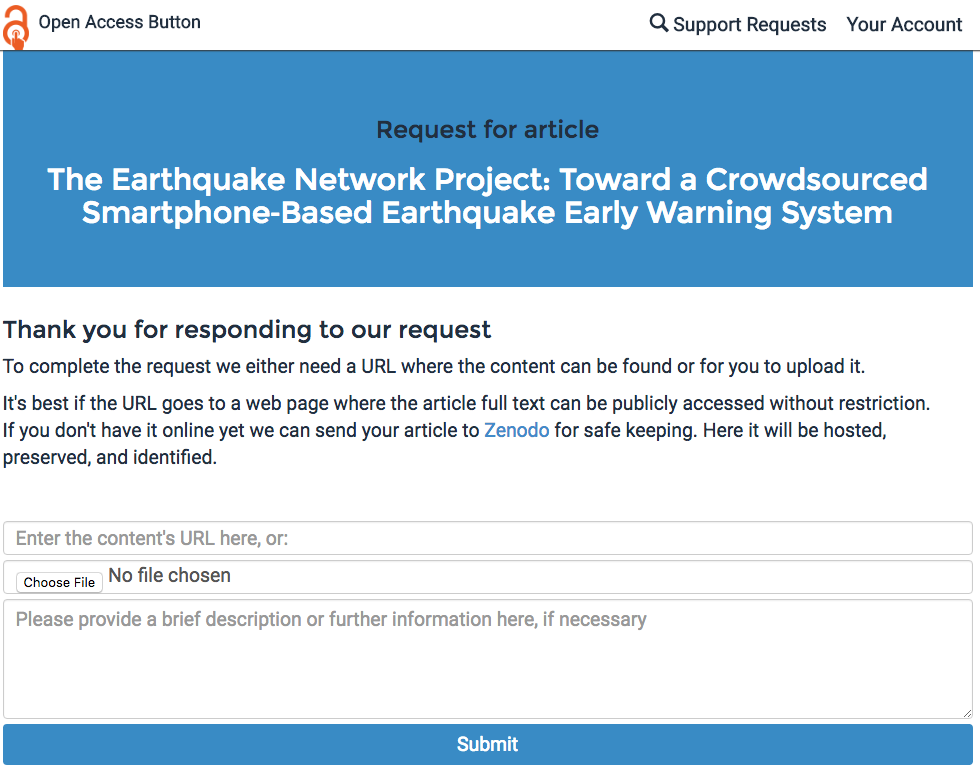 Open Access Button
Support Requests
Your Account
Request for article
The Earthquake Network Project: Toward a Crowdsourced
Smartphone-Based Earthquake Early Warning System
Thank you for responding to our request
To complete the request we either need a URL where the content can be found or for you to upload it.
It's best if the URL goes to a web page where the article full text can be publicly accessed without restriction.
If you don't have it online yet we can send your article to Zenodo for safe keeping. Here it will be hosted,
preserved, and identified.
Enter the content's URL here, or:
Choose File No file chosen
Please provide a brief description or further information here, if necessary
Submit